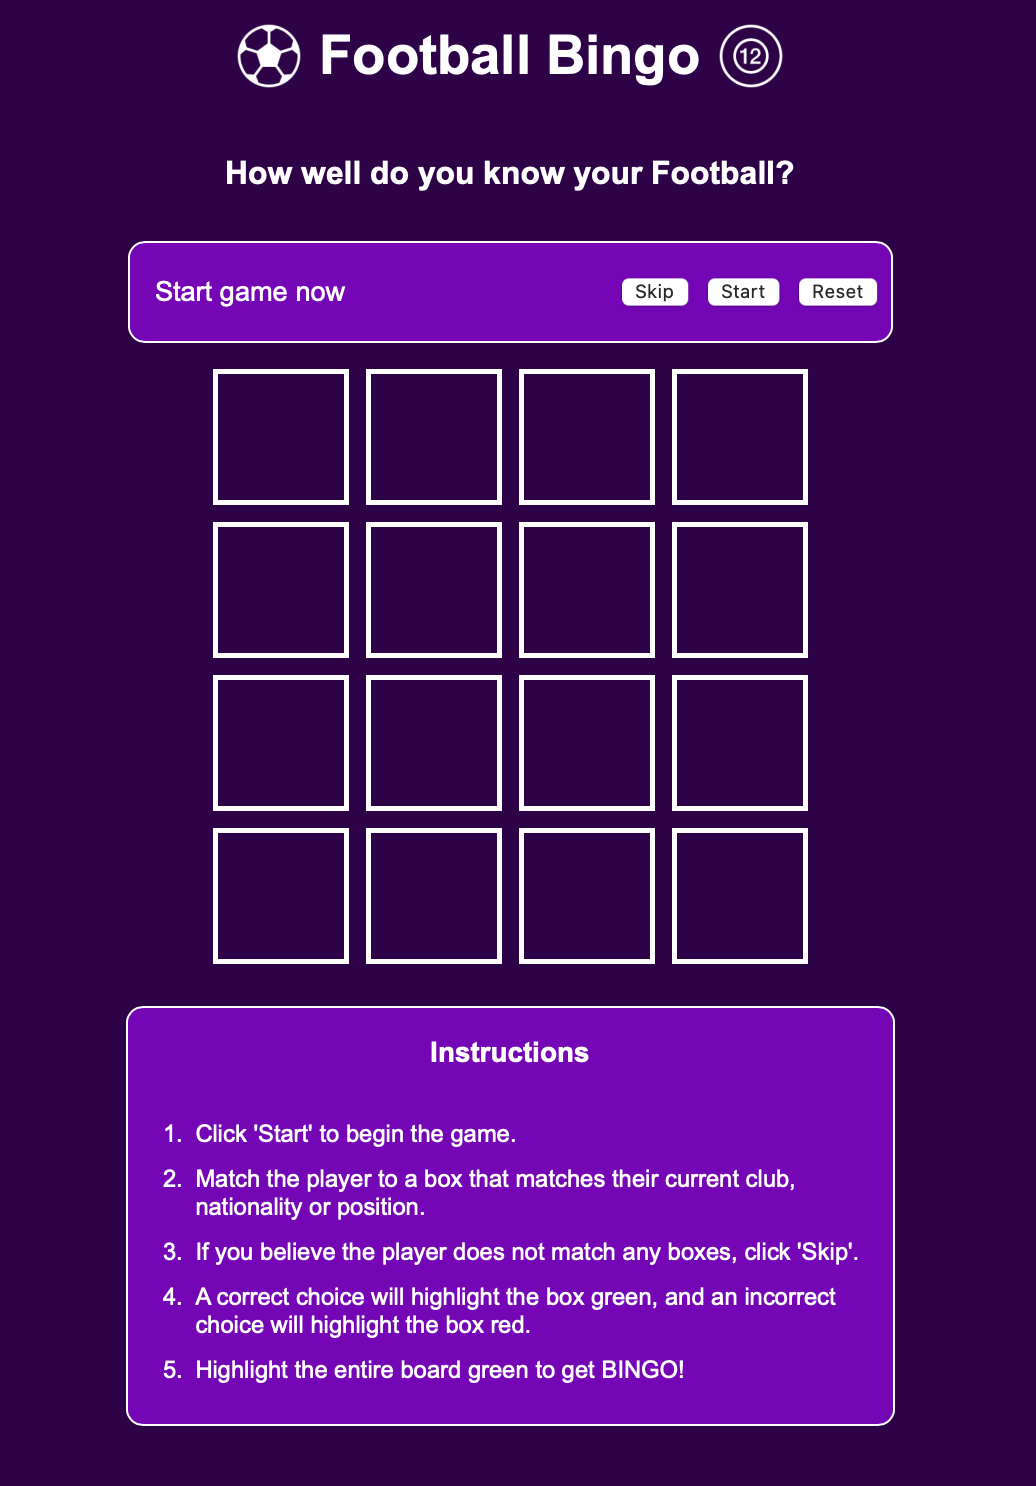 Football Bingo 12
How well do you know your Football?
Start game now Skip Start Reset
Instructions
1. Click 'Start' to begin the game.
2. Match the player to a box that matches their current club,
nationality or position.
3. If you believe the player does not match any boxes, click 'Skip'.
4. A correct choice will highlight the box green, and an incorrect
choice will highlight the box red.
5. Highlight the entire board green to get BINGO!